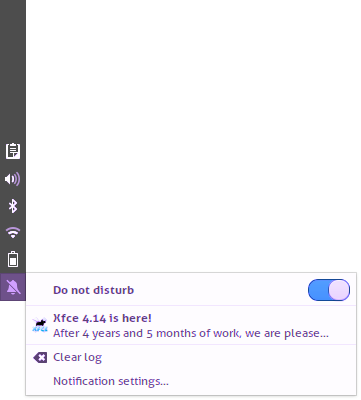 Do not disturb
Xfce 4.14 is here!
After 4 years and 5 months of work, we are please...
Clear log
Notification settings...